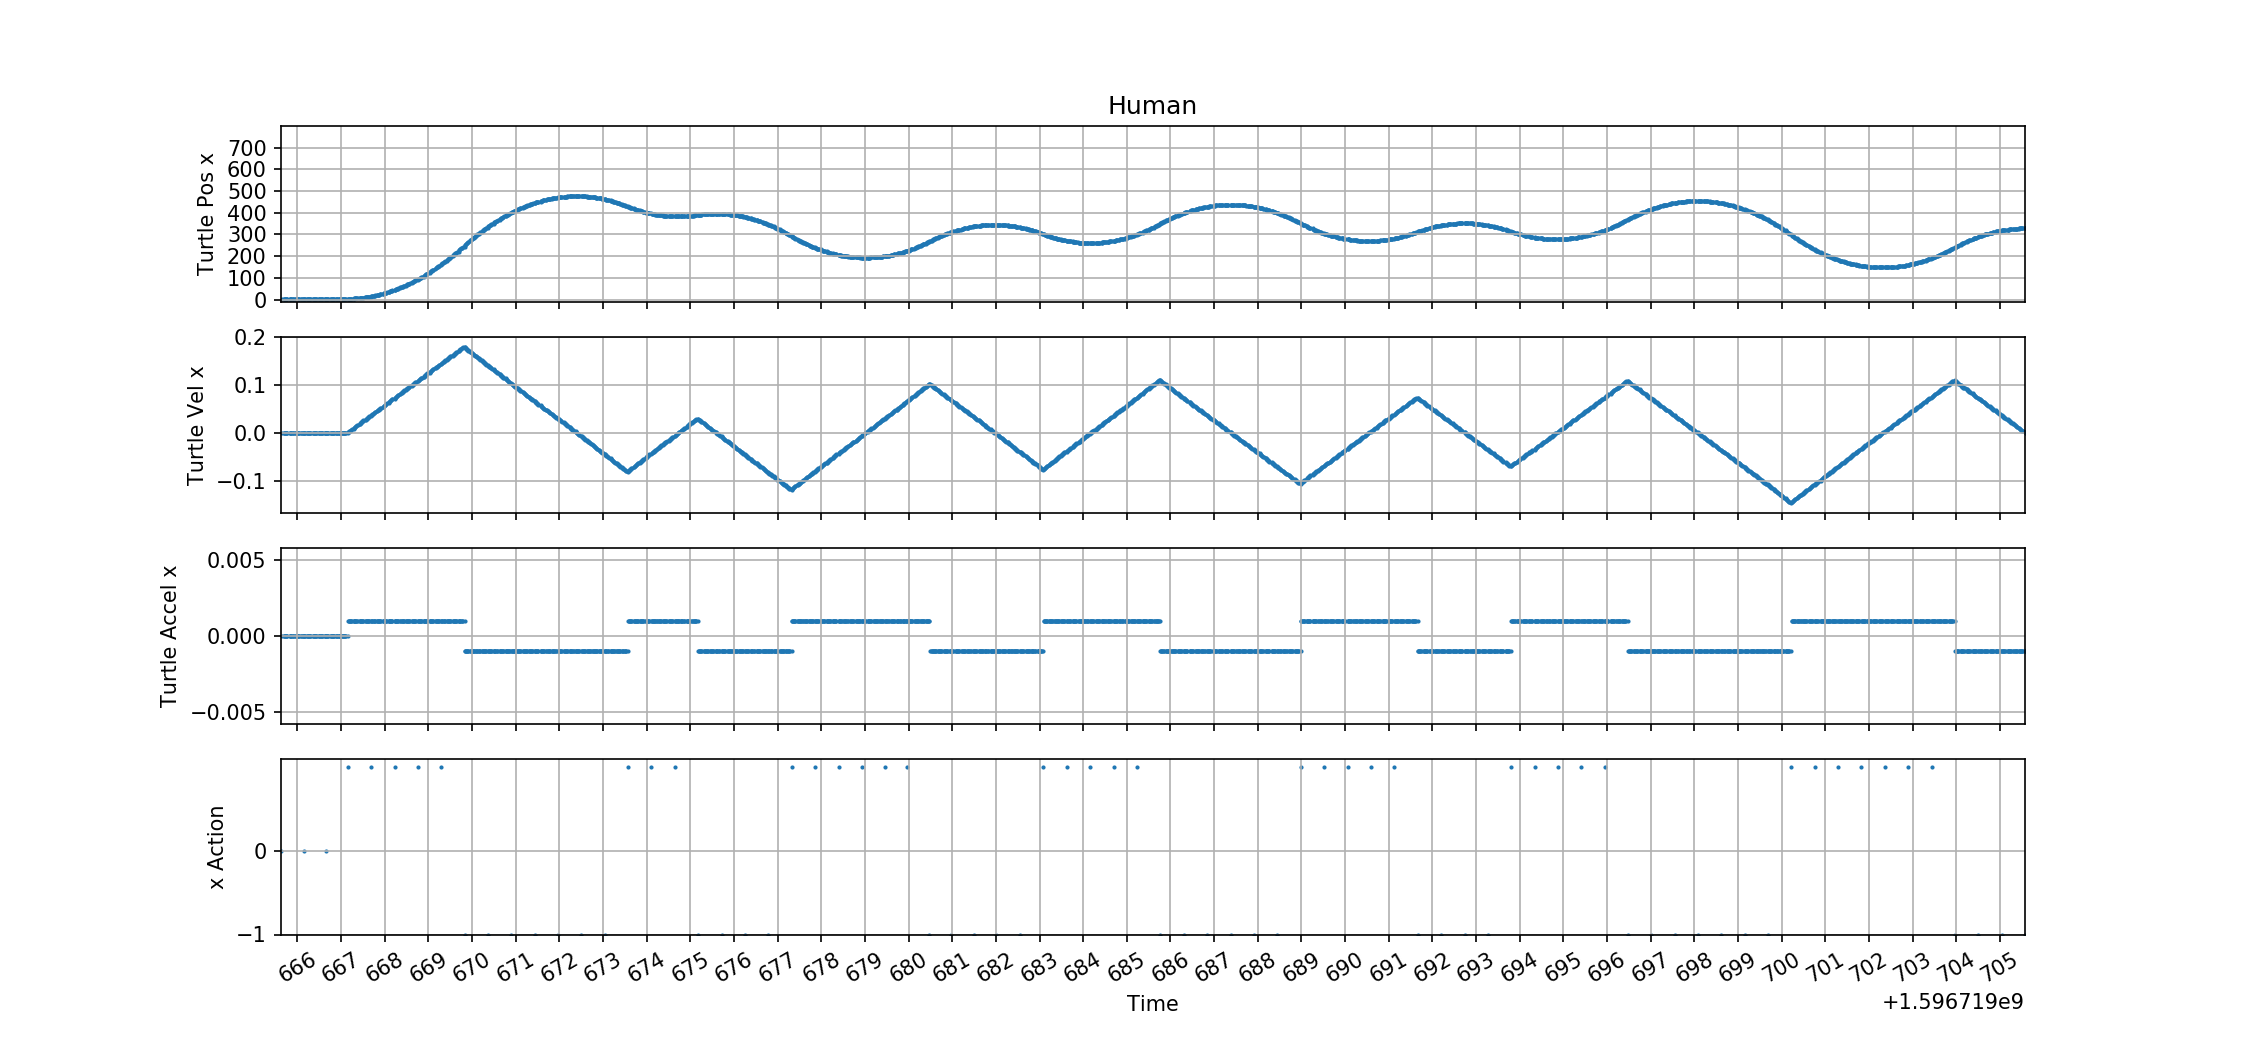 Human
Turtle Pos x
700
600
500
400
300
200
100
0
Turtle Vel x
0.2
0.1
0.0
−0.1
Turtle Accel x
0.005
0.000
−0.005
x Action
0
−1
666 667 668 669 670 671 672 673 674 675 676 677 678 679 680 681 682 683 684 685 686 687 688 689 690 691 692 693 694 695 696 697 698 699 700 701 702 703 704 705
Time
+1.596719e9